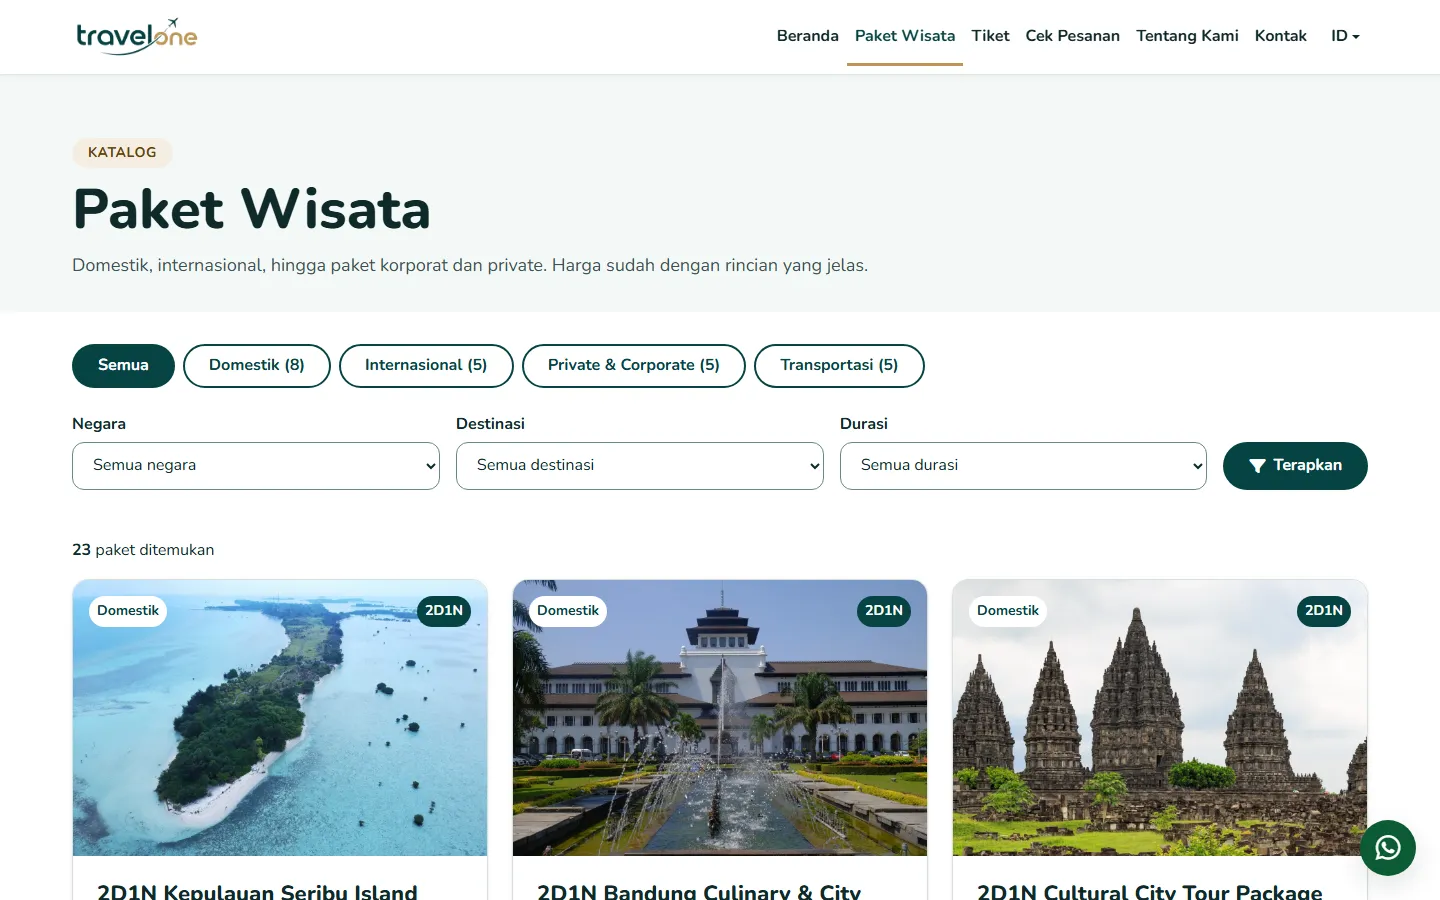 travelone
Beranda
Paket Wisata
Tiket
Cek Pesanan
Tentang Kami
Kontak
ID
KATALOG
Paket Wisata
Domestik, internasional, hingga paket korporat dan private. Harga sudah dengan rincian yang jelas.
Semua
Domestik (8)
Internasional (5)
Private & Corporate (5)
Transportasi (5)
Negara
Destinasi
Durasi
Semua negara
Semua destinasi
Semua durasi
Terapkan
23 paket ditemukan
Domestik
2D1N
Domestik
2D1N
Domestik
2D1N
2D1N Kepulauan Seribu Island
2D1N Bandung Culinary & City
2D1N Cultural City Tour Package